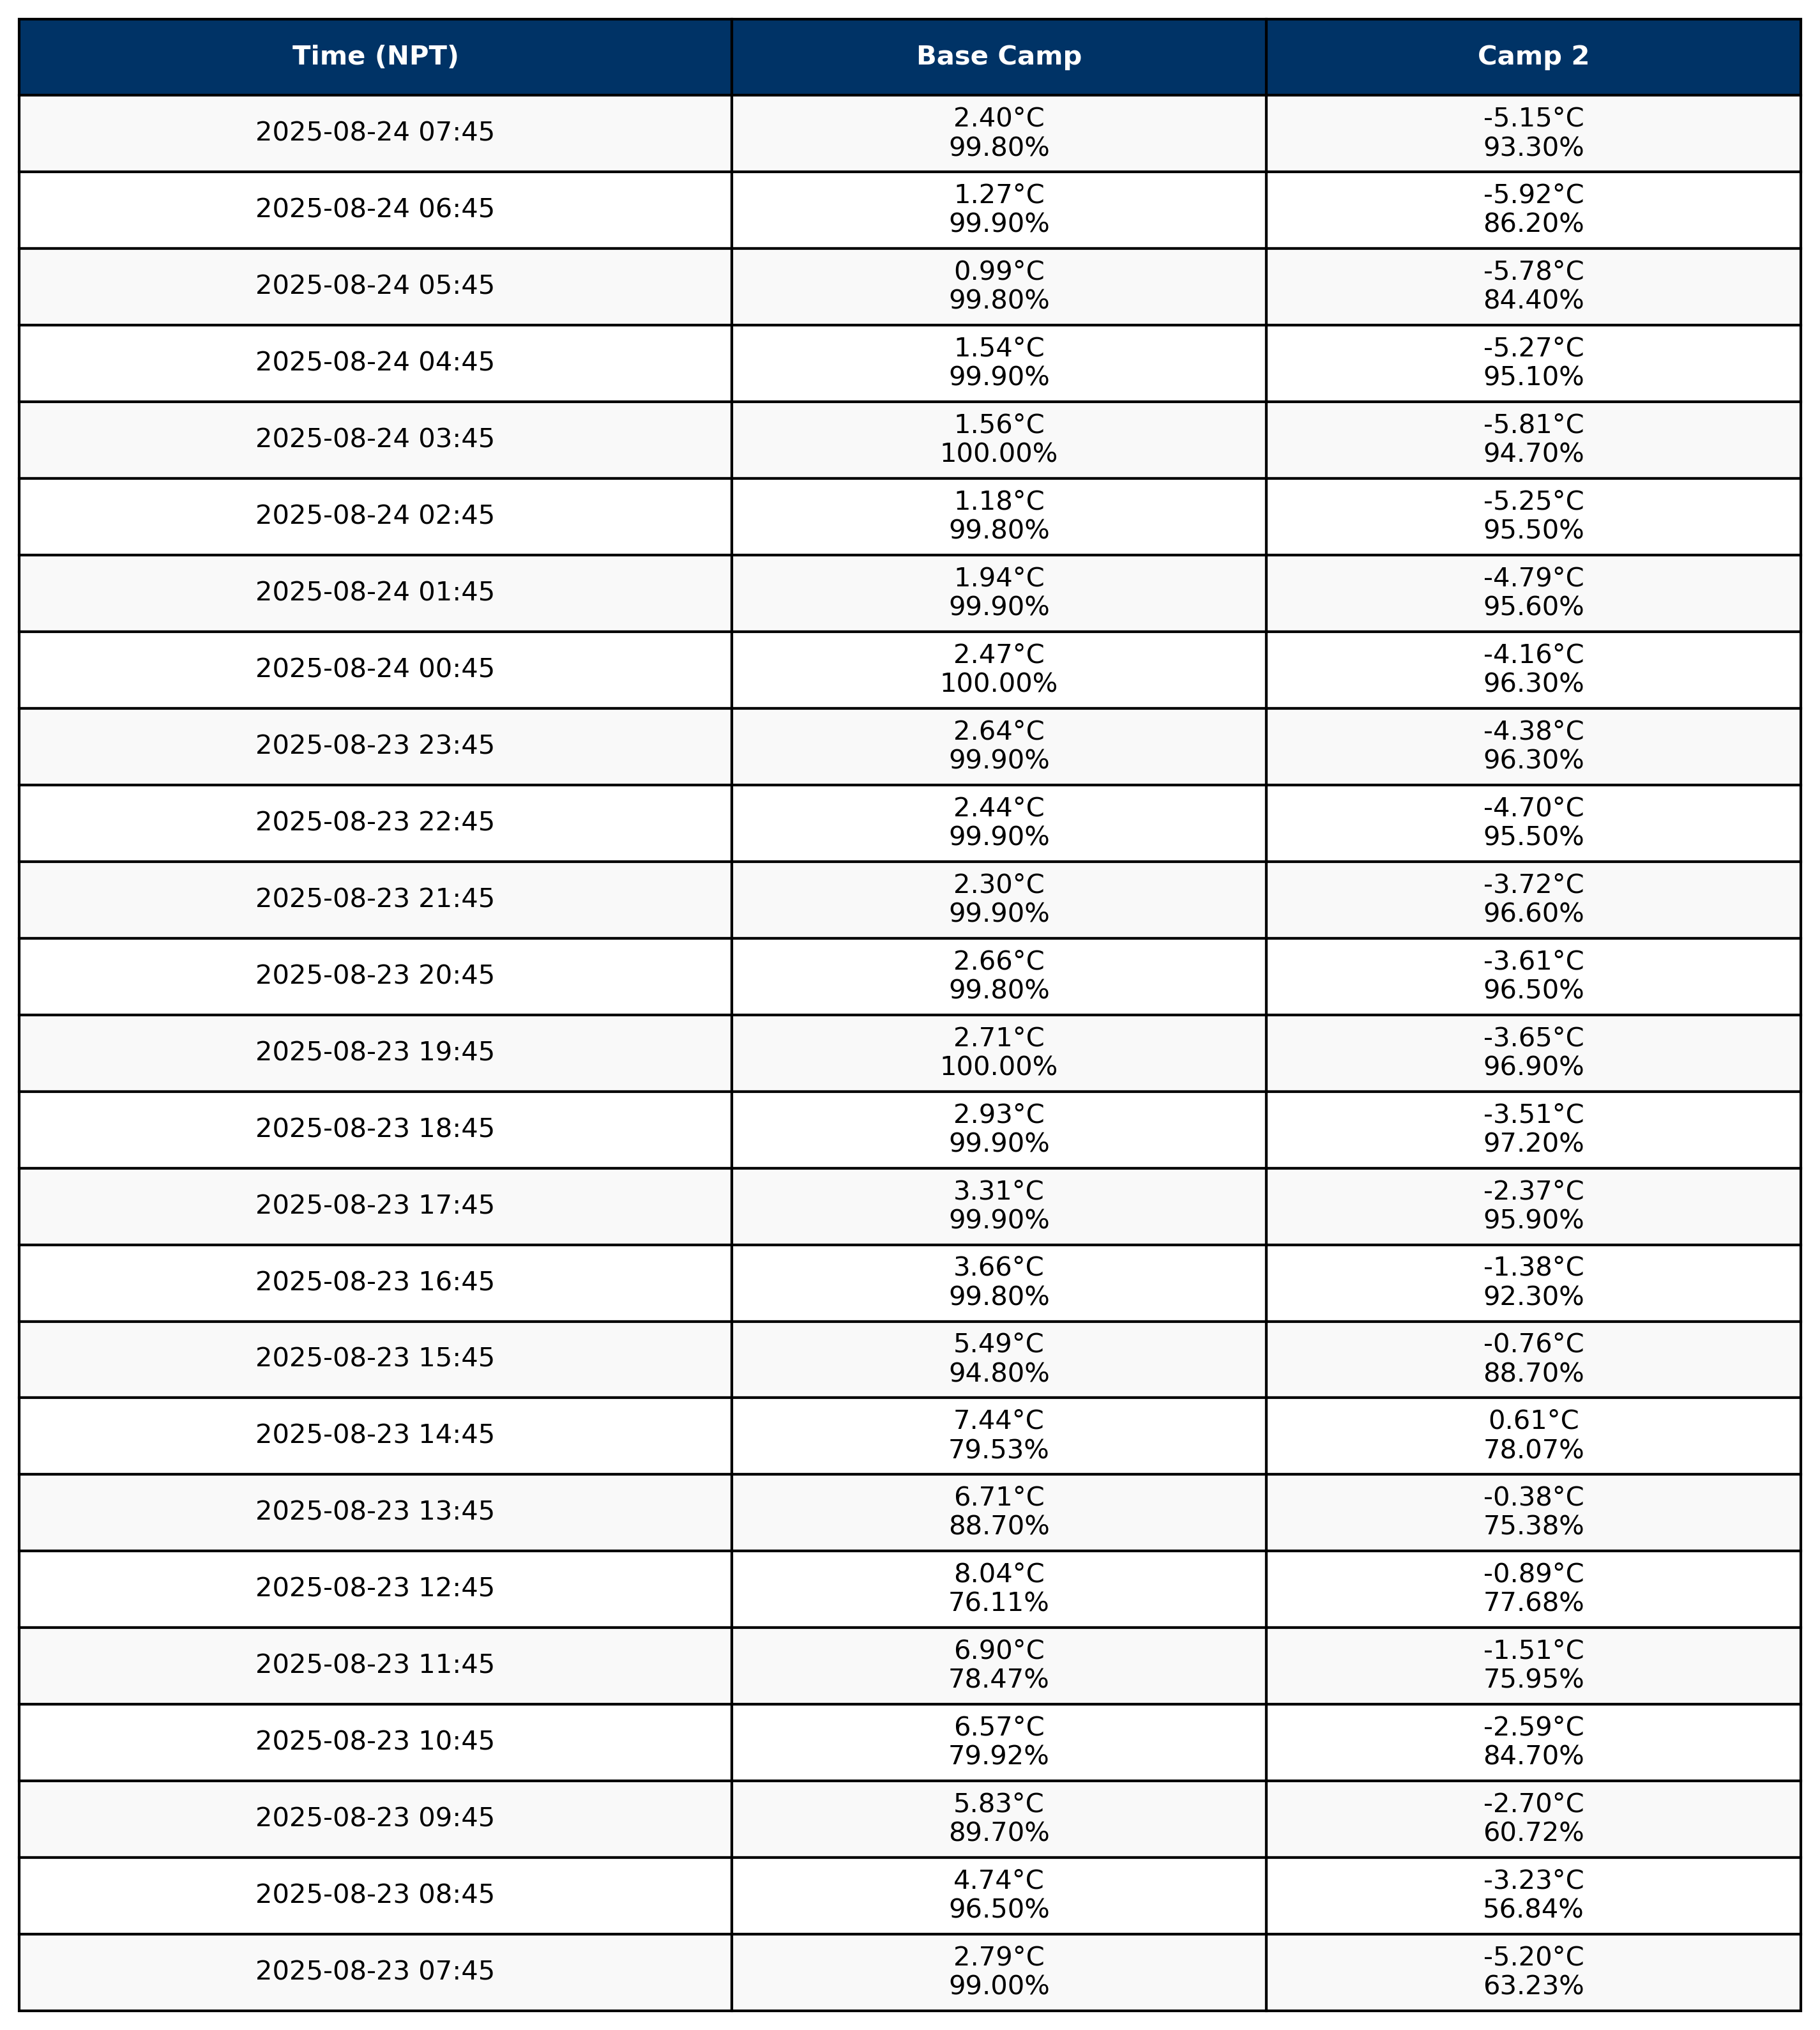 Time (NPT) Base Camp Camp 2
2025-08-24 07:45 2.40°C -5.15°C
99.80% 93.30%
2025-08-24 06:45 1.27°C -5.92°C
99.90% 86.20%
2025-08-24 05:45 0.99°C -5.78°C
99.80% 84.40%
2025-08-24 04:45 1.54°C -5.27°C
99.90% 95.10%
2025-08-24 03:45 1.56°C -5.81°C
100.00% 94.70%
2025-08-24 02:45 1.18°C -5.25°C
99.80% 95.50%
2025-08-24 01:45 1.94°C -4.79°C
99.90% 95.60%
2025-08-24 00:45 2.47°C -4.16°C
100.00% 96.30%
2025-08-23 23:45 2.64°C -4.38°C
99.90% 96.30%
2025-08-23 22:45 2.44°C -4.70°C
99.90% 95.50%
2025-08-23 21:45 2.30°C -3.72°C
99.90% 96.60%
2025-08-23 20:45 2.66°C -3.61°C
99.80% 96.50%
2025-08-23 19:45 2.71°C -3.65°C
100.00% 96.90%
2025-08-23 18:45 2.93°C -3.51°C
99.90% 97.20%
2025-08-23 17:45 3.31°C -2.37°C
99.90% 95.90%
2025-08-23 16:45 3.66°C -1.38°C
99.80% 92.30%
2025-08-23 15:45 5.49°C -0.76°C
94.80% 88.70%
2025-08-23 14:45 7.44°C 0.61°C
79.53% 78.07%
2025-08-23 13:45 6.71°C -0.38°C
88.70% 75.38%
2025-08-23 12:45 8.04°C -0.89°C
76.11% 77.68%
2025-08-23 11:45 6.90°C -1.51°C
78.47% 75.95%
2025-08-23 10:45 6.57°C -2.59°C
79.92% 84.70%
2025-08-23 09:45 5.83°C -2.70°C
89.70% 60.72%
2025-08-23 08:45 4.74°C -3.23°C
96.50% 56.84%
2025-08-23 07:45 2.79°C -5.20°C
99.00% 63.23%